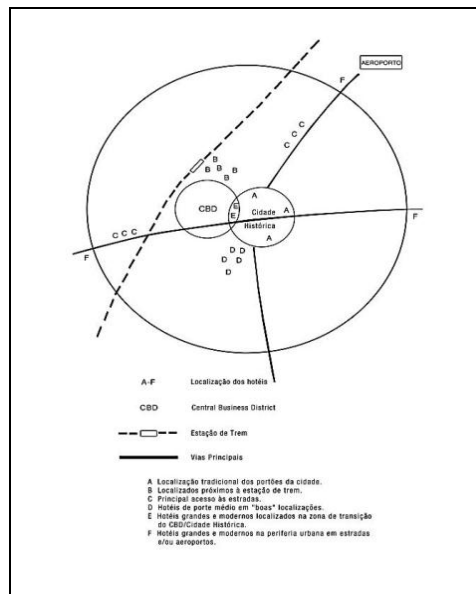 AEROPORTO
F
C
C
C
B
B B
B B
A
CBD
E
E
Cidade
Histórica
A
A
F
C C C
F
D D
D D
D
A-F Localização dos hotéis
CBD Central Business District
Estação de Trem
Vias Principais
A Localização tradicional dos portões da cidade.
B Localizados próximos à estação de trem.
C Principal acesso às estradas.
D Hotéis de porte médio em "boas" localizações.
E Hotéis grandes e modernos localizados na zona de transição
do CBD/Cidade Histórica.
F Hotéis grandes e modernos na periferia urbana em estradas
e/ou aeroportos.